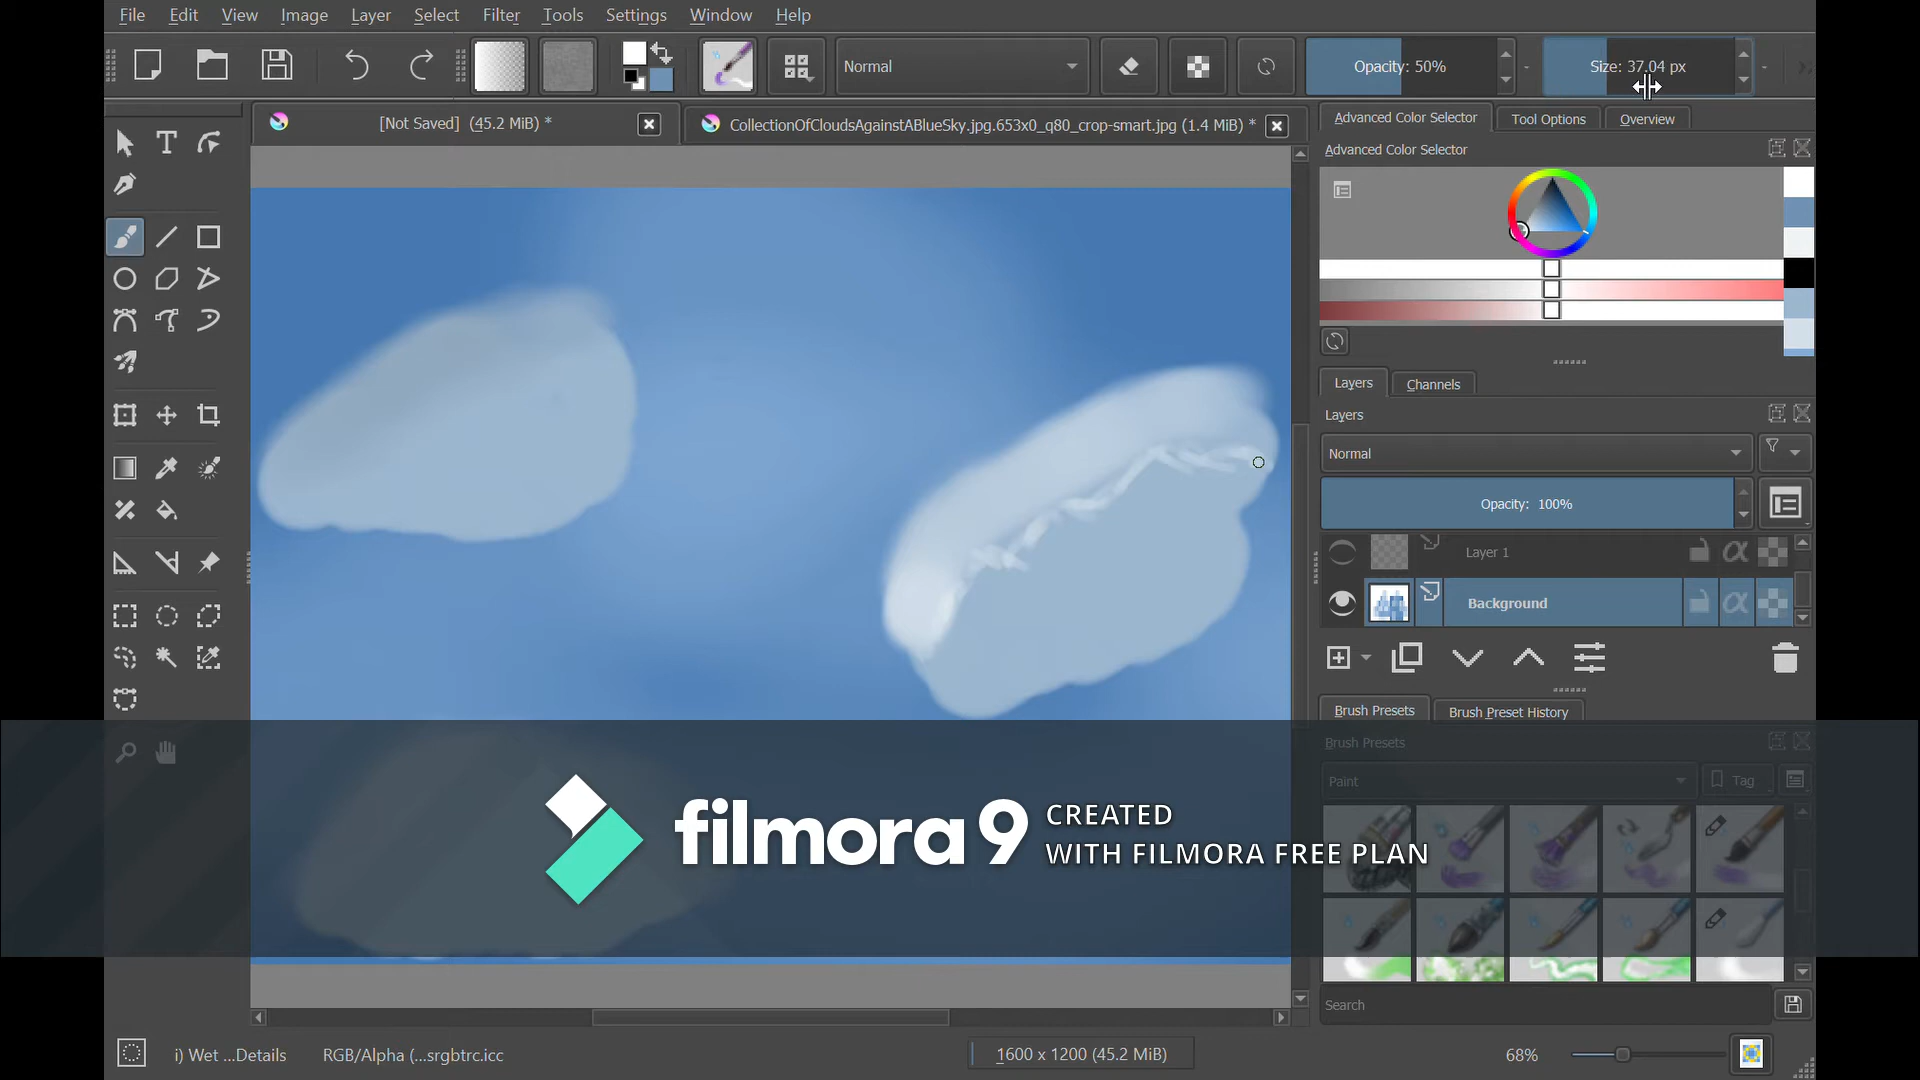 File Edit View Image Layer Select Filter Tools Settings Window Help
Normal
Opacity: 50%
Size: 37.04 px
[Not Saved] (45.2 MiB) *
CollectionOfCloudsAgainstABlueSky.jpg.653x0_q80_crop-smart.jpg (1.4 MiB) *
Advanced Color Selector
Tool Options
Overview
Advanced Color Selector
Layers
Channels
Layers
Normal
Opacity: 100%
Layer 1
Background
Brush Presets
Brush Preset History
Brush Presets
Paint
Tag
filmora 9
CREATED
WITH FILMORA FREE PLAN
Search
i) Wet ...Details
RGB/Alpha (...srgbtrc.icc
1600 x 1200 (45.2 MiB)
68%